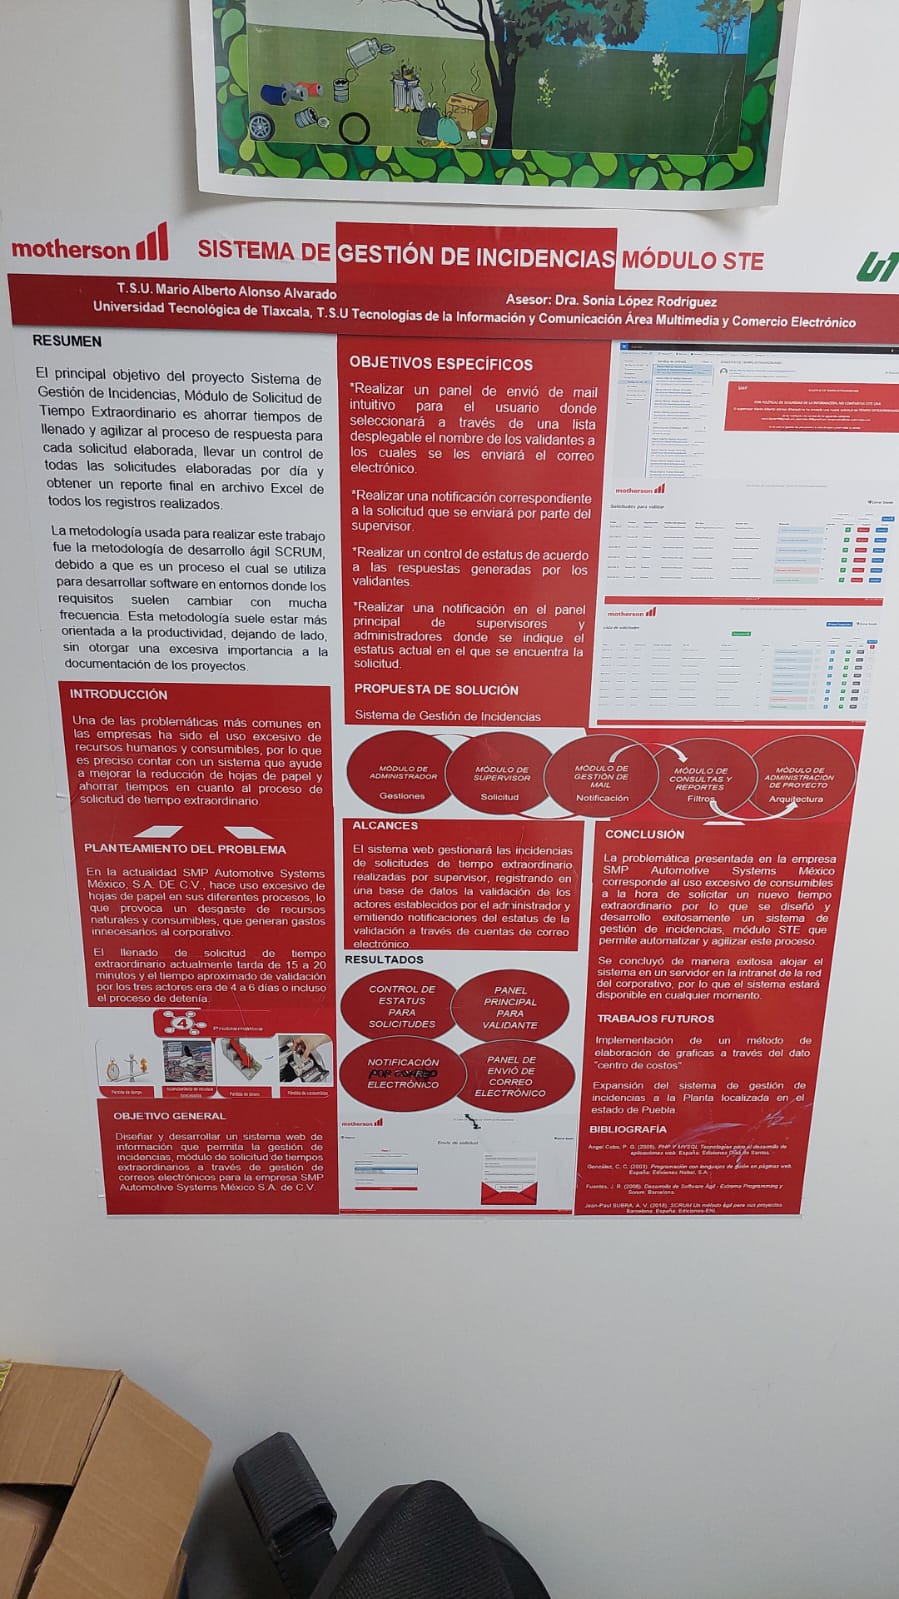 motherson
SISTEMA DE GESTIÓN DE INCIDENCIAS MÓDULO STE
T.S.U. Mario Alberto Alonso Alvarado
Asesor: Dra. Sonia López Rodríguez
Universidad Tecnológica de Tlaxcala, T.S.U Tecnologías de la Información y Comunicación Área Multimedia y Comercio Electrónico
RESUMEN
El principal objetivo del proyecto Sistema de
Gestión de Incidencias, Módulo de Solicitud de
Tiempo Extraordinario es ahorrar tiempos de
llenado y agilizar al proceso de respuesta para
cada solicitud elaborada, llevar un control de
todas las solicitudes elaboradas por día y
obtener un reporte final en archivo Excel de
todos los registros realizados.
La metodología usada para realizar este trabajo
fue la metodología de desarrollo ágil SCRUM,
debido a que es un proceso el cual se utiliza
para desarrollar software en entornos donde los
requisitos suelen cambiar con mucha
frecuencia. Esta metodología suele estar más
orientada a la productividad, dejando de lado,
sin otorgar una excesiva importancia a la
documentación de los proyectos.
INTRODUCCIÓN
Una de las problemáticas más comunes en
las empresas ha sido el uso excesivo de
recursos humanos y consumibles, por lo que
es preciso contar con un sistema que ayude
a mejorar la reducción de hojas de papel y
ahorrar tiempos en cuanto al proceso de
solicitud de tiempo extraordinario.
PLANTEAMIENTO DEL PROBLEMA
En la actualidad SMP Automotive Systems
México, S.A. DE C.V., hace uso excesivo de
hojas de papel en sus diferentes procesos, lo
que provoca un desgaste de recursos
naturales y consumibles, que generan gastos
innecesarios al corporativo.
El llenado de solicitud de tiempo
extraordinario actualmente tarda de 15 a 20
minutos y el tiempo aproximado de validación
por los tres actores era de 4 a 6 días o incluso
el proceso de detenía.
4 Problemática
Pérdida de tiempo
Pérdida de dinero
Pérdida de consumibles
OBJETIVO GENERAL
Diseñar y desarrollar un sistema web de
información que permita la gestión de
incidencias, módulo de solicitud de tiempos
extraordinarios a través de gestión de
correos electrónicos para la empresa SMP
Automotive Systems México S.A. de C.V.
OBJETIVOS ESPECÍFICOS
*Realizar un panel de envió de mail
intuitivo para el usuario donde
seleccionará a través de una lista
desplegable el nombre de los validantes a
los cuales se les enviará el correo
electrónico.
*Realizar una notificación correspondiente
a la solicitud que se enviará por parte del
supervisor.
*Realizar un control de estatus de acuerdo
a las respuestas generadas por los
validantes.
*Realizar una notificación en el panel
principal de supervisores y
administradores donde se indique el
estatus actual en el que se encuentra la
solicitud.
PROPUESTA DE SOLUCIÓN
Sistema de Gestión de Incidencias
MÓDULO DE
ADMINISTRADOR
Gestiones
MÓDULO DE
SUPERVISOR
Solicitud
MÓDULO DE
GESTIÓN DE
MAIL
Notificación
MÓDULO DE
CONSULTAS Y
REPORTES
Filtros
MÓDULO DE
ADMINISTRACIÓN
DE PROYECTO
Arquitectura
ALCANCES
El sistema web gestionará las incidencias
de solicitudes de tiempo extraordinario
realizadas por supervisor, registrando en
una base de datos la validación de los
actores establecidos por el administrador y
emitiendo notificaciones del estatus de la
validación a través de cuentas de correo
electrónico.
RESULTADOS
CONTROL DE
ESTATUS
PARA
SOLICITUDES
PANEL
PRINCIPAL
PARA
VALIDANTE
NOTIFICACIÓN
POR CORREO
ELECTRÓNICO
PANEL DE
ENVIÓ DE
CORREO
ELECTRÓNICO
motherson
Envío de solicitud
motherson
Solicitudes para validar
motherson
Lista de solicitudes
CONCLUSIÓN
La problemática presentada en la empresa
SMP Automotive Systems México
corresponde al uso excesivo de consumibles
a la hora de solicitar un nuevo tiempo
extraordinario por lo que se diseñó y
desarrollo exitosamente un sistema de
gestión de incidencias, módulo STE que
permite automatizar y agilizar este proceso.
Se concluyó de manera exitosa alojar el
sistema en un servidor en la intranet de la red
del corporativo, por lo que el sistema estará
disponible en cualquier momento.
TRABAJOS FUTUROS
Implementación de un método de
elaboración de graficas a través del dato
"centro de costos"
Expansión del sistema de gestión de
incidencias a la Planta localizada en el
estado de Puebla.
BIBLIOGRAFÍA
Ángel Cobo, P. G. (2005). PHP Y MYSQL Tecnologías para el desarrollo de
aplicaciones web. España: Ediciones Díaz de Santos.
González, C. C. (2003). Programación con lenguajes de guión en páginas web.
España: Ediciones Nobel, S.A.
Fuentes, J. R. (2006). Desarrollo de Software Ágil - Extreme Programming y
Scrum. Barcelona.
Jean-Paul SUBRA, A. V. (2018). SCRUM Un método ágil para sus proyectos
Barcelona. España: Ediciones-ENI.